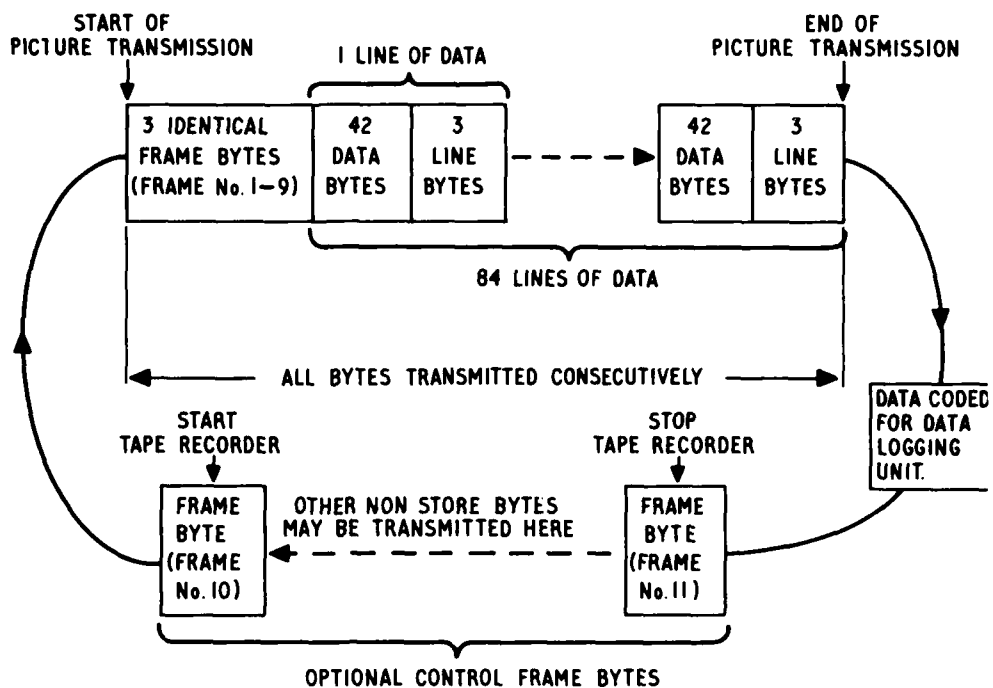 START OF
PICTURE TRANSMISSION
1 LINE OF DATA
END OF
PICTURE TRANSMISSION
3 IDENTICAL
FRAME BYTES
(FRAME No. 1-9)
42
DATA
BYTES
3
LINE
BYTES
42
DATA
BYTES
3
LINE
BYTES
84 LINES OF DATA
ALL BYTES TRANSMITTED CONSECUTIVELY
DATA CODED
FOR DATA
LOGGING
UNIT.
START
TAPE RECORDER
STOP
TAPE RECORDER
FRAME
BYTE
(FRAME
No. 10)
OTHER NON STORE BYTES
MAY BE TRANSMITTED HERE
FRAME
BYTE
(FRAME
No. 11)
OPTIONAL CONTROL FRAME BYTES